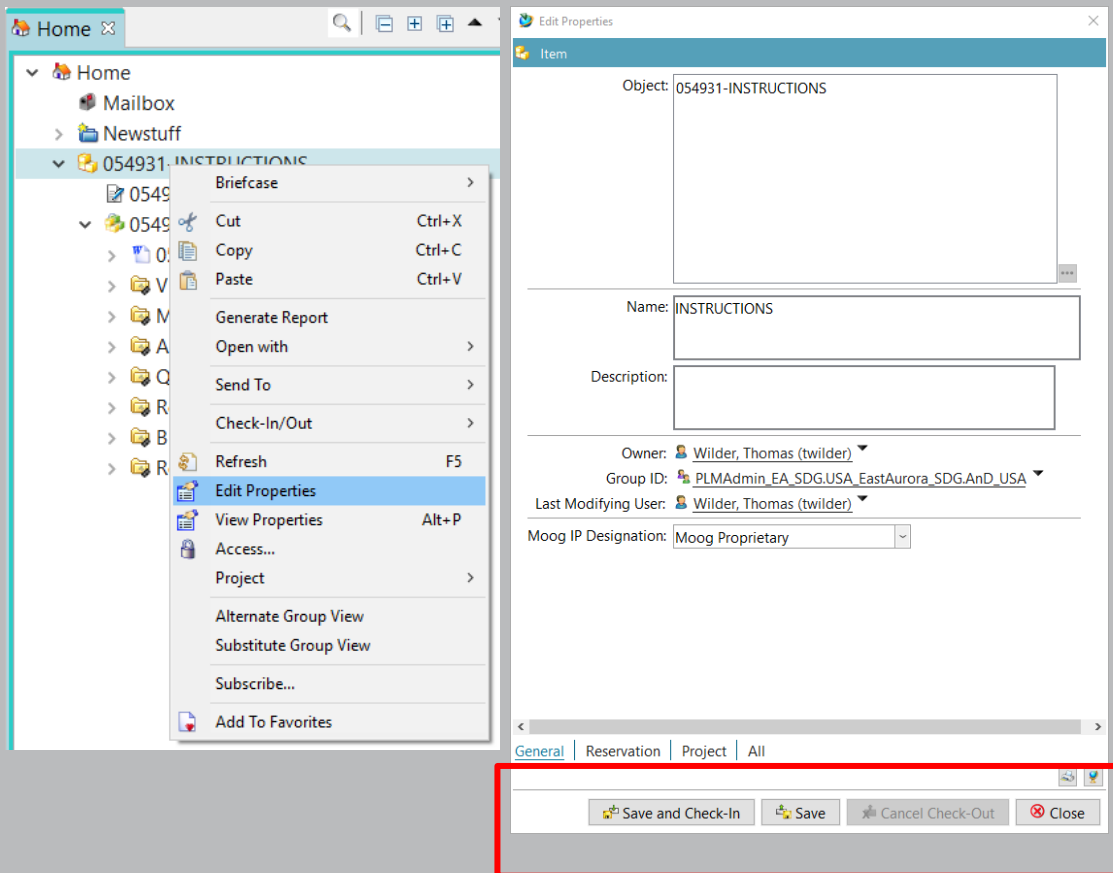 Home
Home
Mailbox
Newstuff
054931-INSTRUCTIONS
0549
0549
0
V
M
A
Q
R
B
R
Briefcase
Cut Ctrl+X
Copy Ctrl+C
Paste Ctrl+V
Generate Report
Open with
Send To
Check-In/Out
Refresh F5
Edit Properties
View Properties Alt+P
Access...
Project
Alternate Group View
Substitute Group View
Subscribe...
Add To Favorites
Edit Properties
Item
Object: 054931-INSTRUCTIONS
Name: INSTRUCTIONS
Description:
Owner: Wilder, Thomas (twilder)
Group ID: PLMAdmin_EA_SDG.USA_EastAurora_SDG.AnD_USA
Last Modifying User: Wilder, Thomas (twilder)
Moog IP Designation: Moog Proprietary
General Reservation Project All
Save and Check-In Save Cancel Check-Out Close